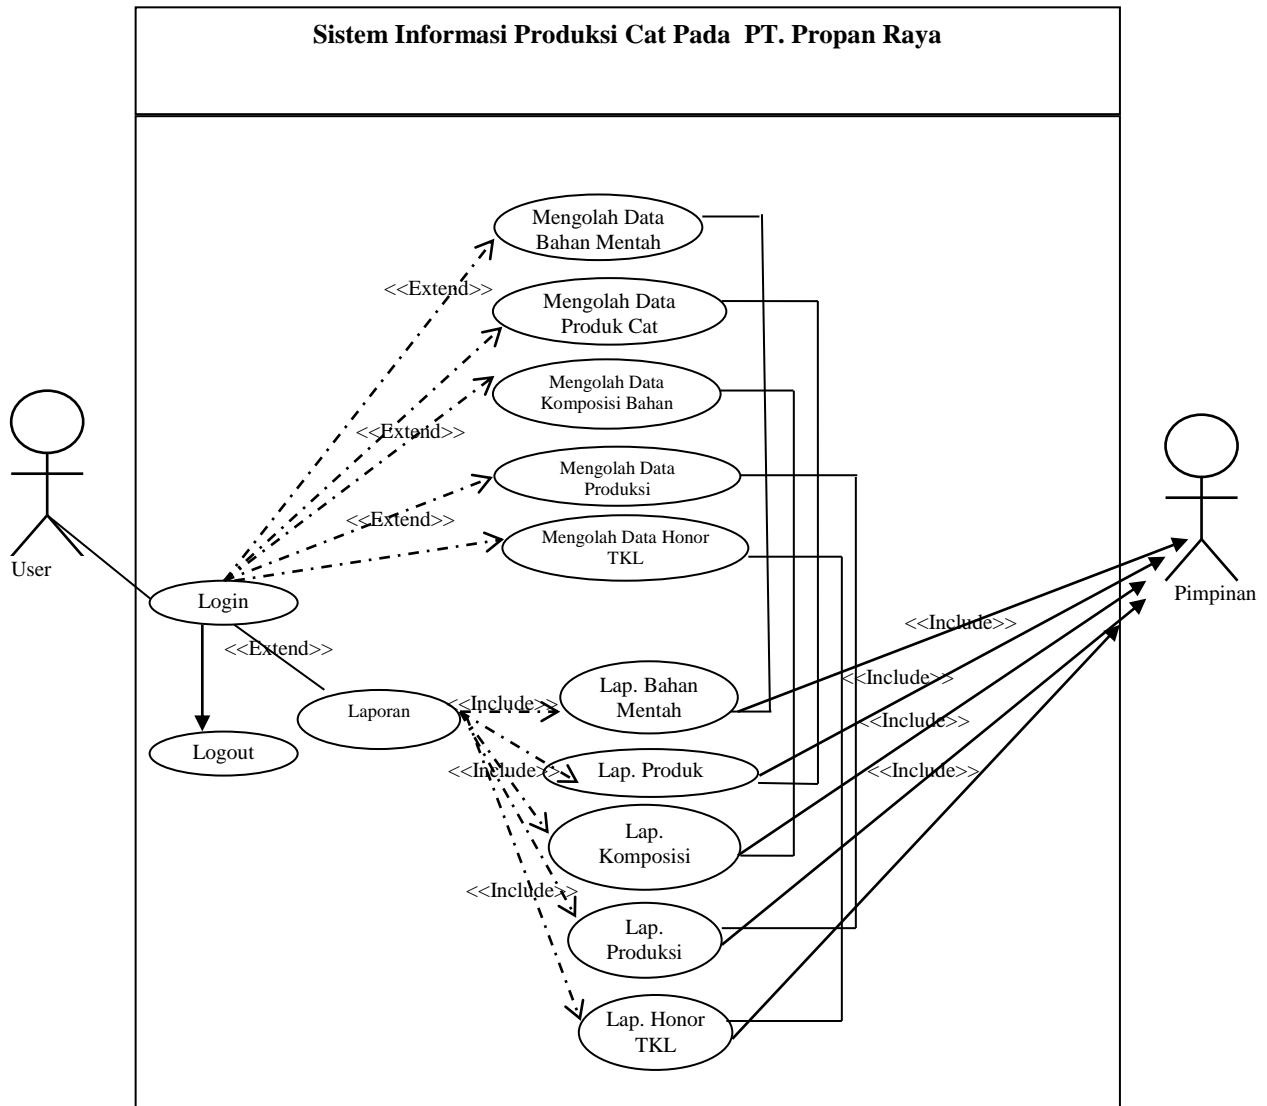 Sistem Informasi Produksi Cat Pada  PT. Propan Raya
Mengolah Data
Bahan Mentah
<<Extend>>
Mengolah Data
Produk Cat
Mengolah Data
Komposisi Bahan
<<Extend>>
Mengolah Data
Produksi
<<Extend>>
Mengolah Data Honor
TKL
User
Pimpinan
Login
<<Include>>
<<Extend>>
Lap. Bahan
Mentah
<<Include>>
Laporan
<<Include>>
<<Include>>
Logout
Lap. Produk
<<Include>>
<<Include>>
Lap.
Komposisi
<<Include>>
Lap.
Produksi
Lap. Honor
TKL